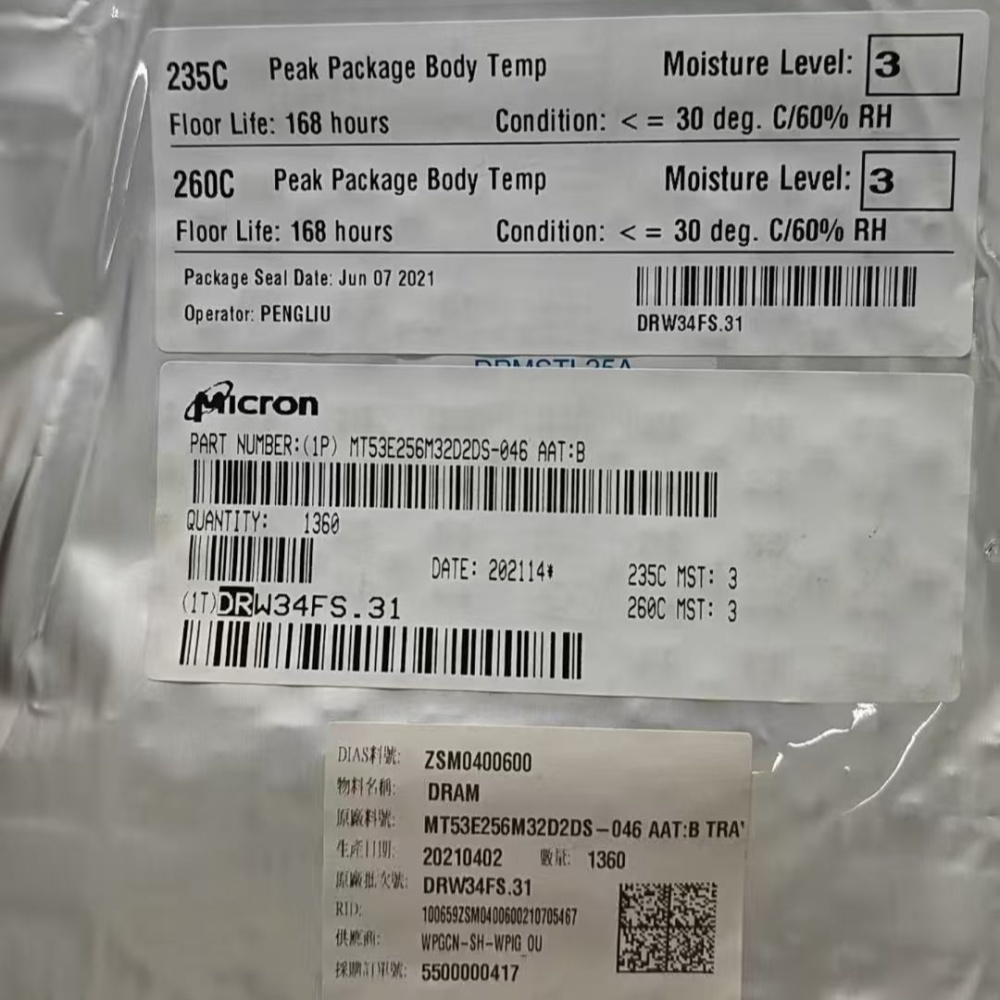 235C Peak Package Body Temp Moisture Level: 3
Floor Life: 168 hours Condition: < = 30 deg. C/60% RH
260C Peak Package Body Temp Moisture Level: 3
Floor Life: 168 hours Condition: < = 30 deg. C/60% RH
Package Seal Date: Jun 07 2021
Operator: PENGLIU
DRW34FS.31
Micron
PART NUMBER:(1P) MT53E256M32D2DS-046 AAT:B
QUANTITY: 1360
DATE: 202114* 235C MST: 3
260C MST: 3
(1T)DRW34FS.31
DIAS料號: ZSM0400600
物料名稱: DRAM
原廠料號: MT53E256M32D2DS-046 AAT:B TRA
生產日期: 20210402 數量: 1360
原廠批次號: DRW34FS.31
RID: 100659ZSM0400600210705467
供應商: WPGCN-SH-WPIG_OU
採購訂單號: 5500000417